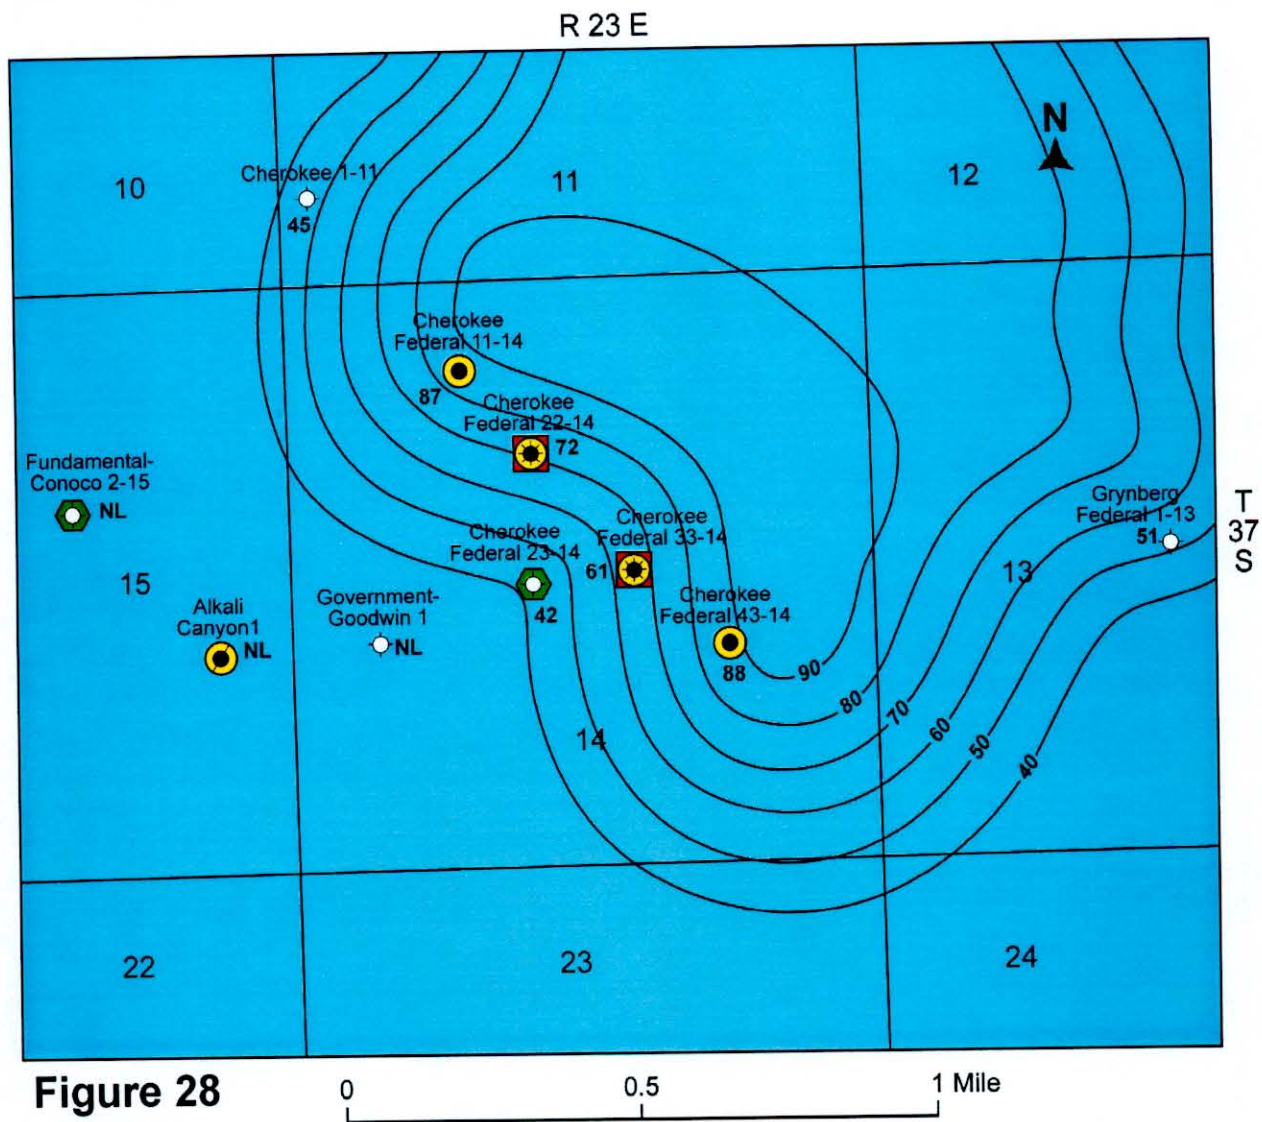 R 23 E
N
10
Cherokee 1-11
45
11
12
Cherokee
Federal 11-14
87
Cherokee
Federal 22-14
72
Fundamental-
Conoco 2-15
NL
Grynberg
Federal 1-13
51
T
37
S
Cherokee
Federal 23-14
42
Cherokee
Federal 33-14
61
13
15
Government-
Goodwin 1
NL
Alkali
Canyon1
NL
Cherokee
Federal 43-14
88
90
80
70
60
50
40
14
22
23
24
Figure 28
0
0.5
1 Mile